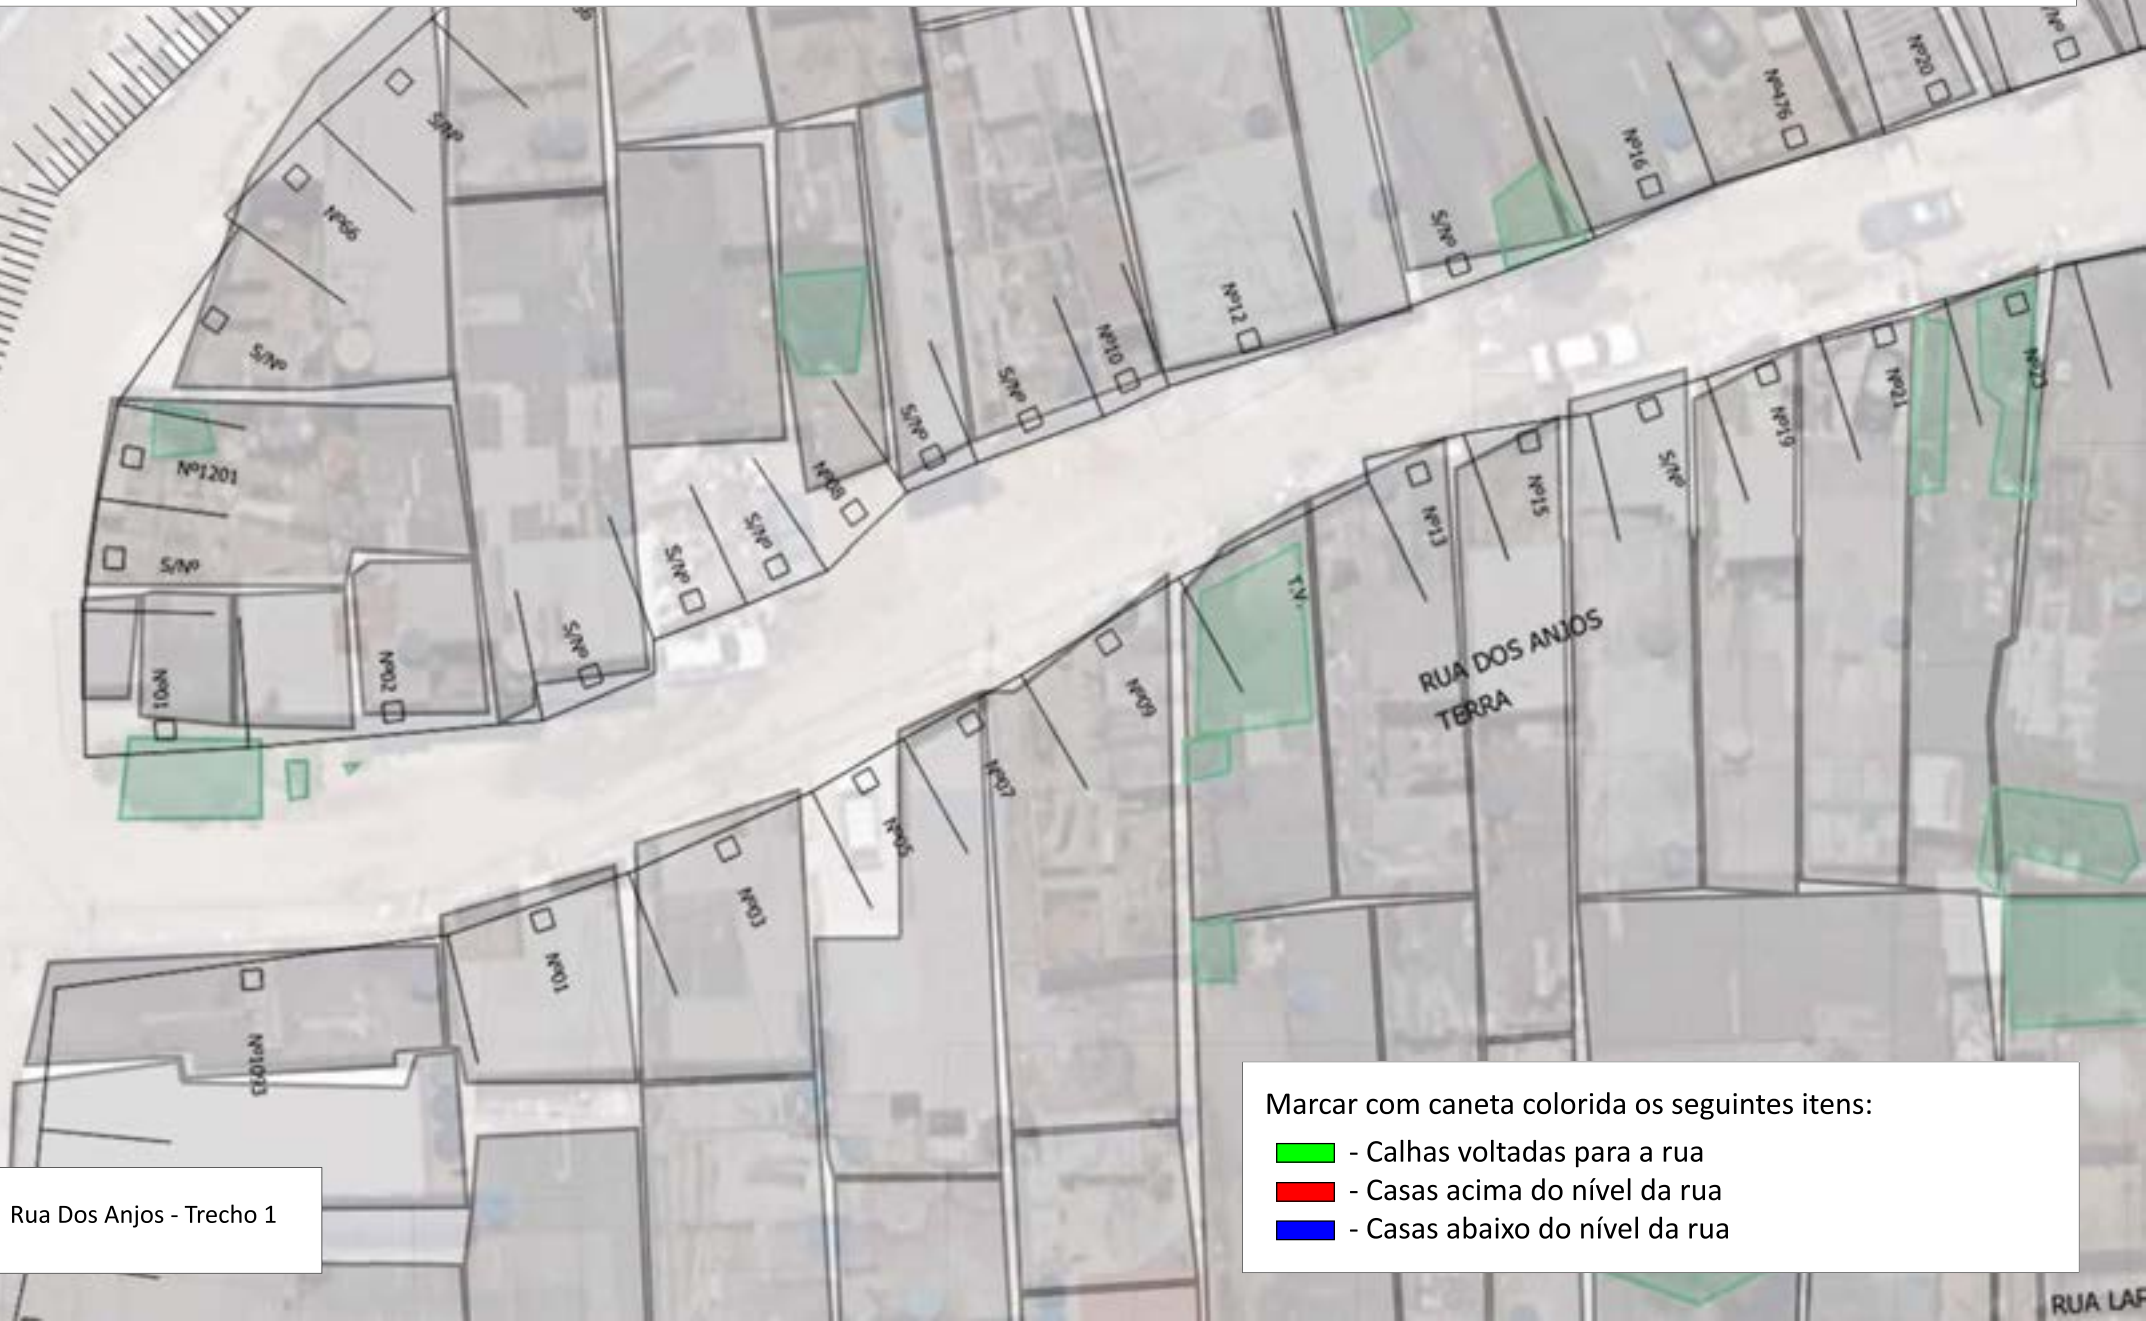 S/Nº
Nº66
S/Nº
Nº1201
S/Nº
Nº01
Nº02
S/Nº
S/Nº
S/Nº
Nº08
S/Nº
S/Nº
Nº10
Nº12
S/Nº
Nº16
Nº476
Nº20
Nº23
Nº21
Nº19
S/Nº
Nº15
Nº13
T.V.
Nº09
Nº07
Nº05
Nº03
Nº01
Nº1093
RUA DOS ANJOS
TERRA
Marcar com caneta colorida os seguintes itens:
- Calhas voltadas para a rua
- Casas acima do nível da rua
- Casas abaixo do nível da rua
Rua Dos Anjos - Trecho 1
RUA